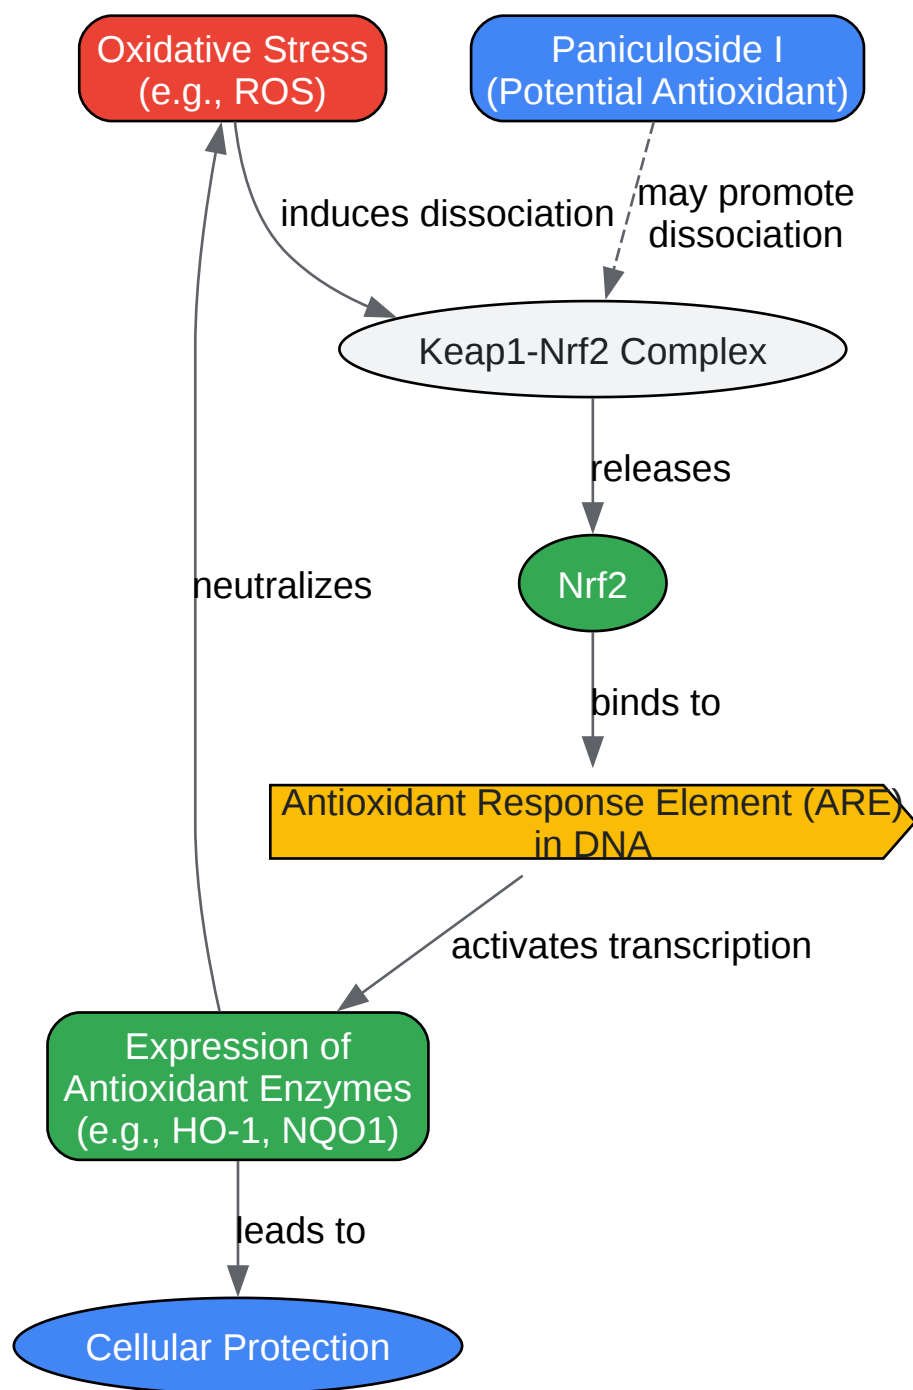 Oxidative Stress
(e.g., ROS)
Paniculoside I
(Potential Antioxidant)
induces dissociation
may promote
dissociation
Keap1-Nrf2 Complex
releases
Nrf2
neutralizes
binds to
Antioxidant Response Element (ARE)
in DNA
activates transcription
Expression of
Antioxidant Enzymes
(e.g., HO-1, NQO1)
leads to
Cellular Protection